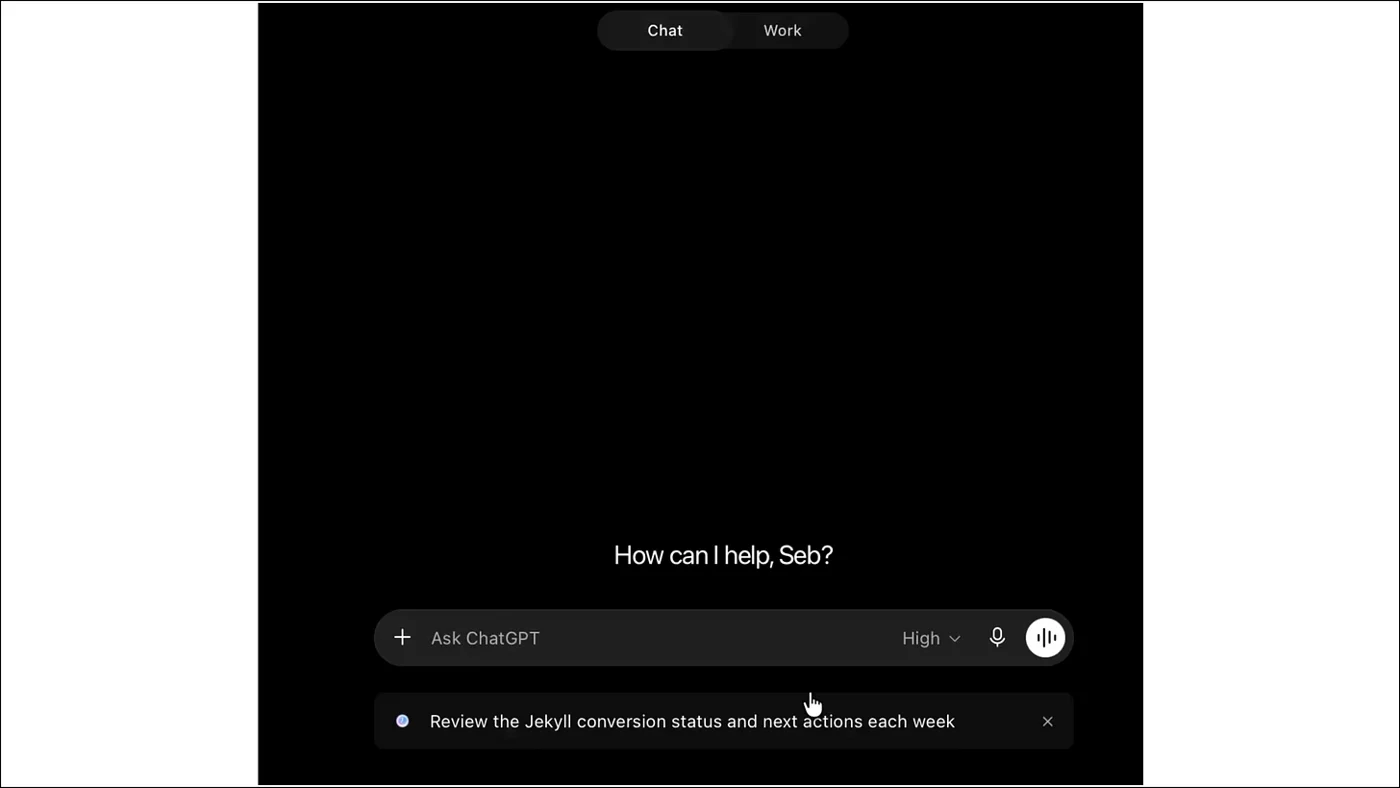 Chat
Work
How can I help, Seb?
Ask ChatGPT
High
Review the Jekyll conversion status and next actions each week